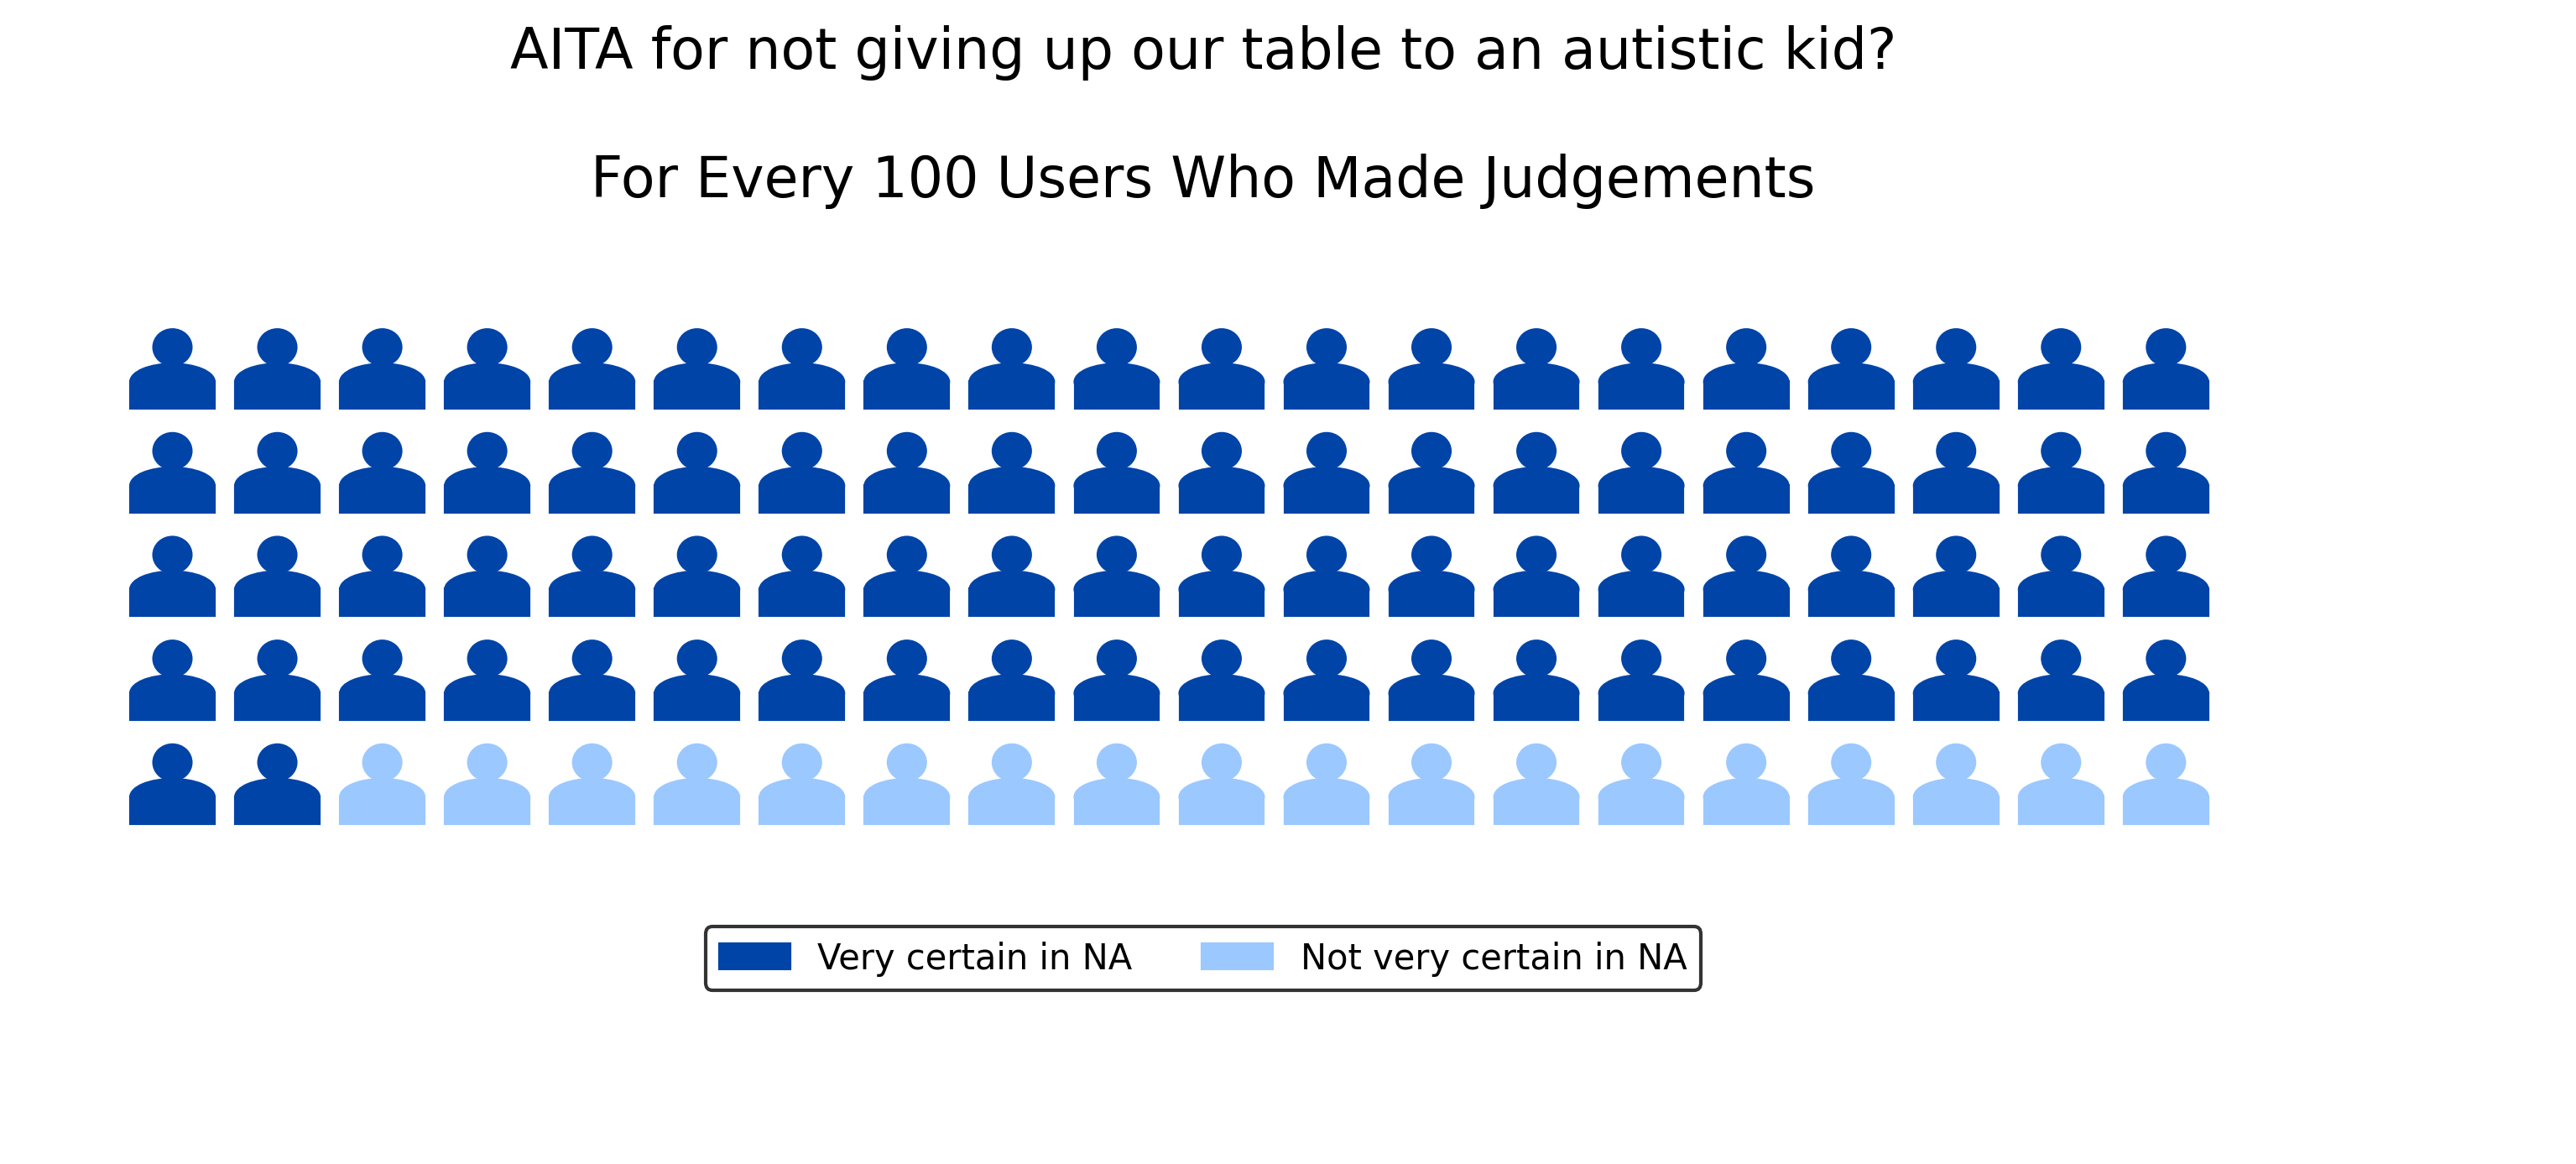 AITA for not giving up our table to an autistic kid?
For Every 100 Users Who Made Judgements
Very certain in NA
Not very certain in NA